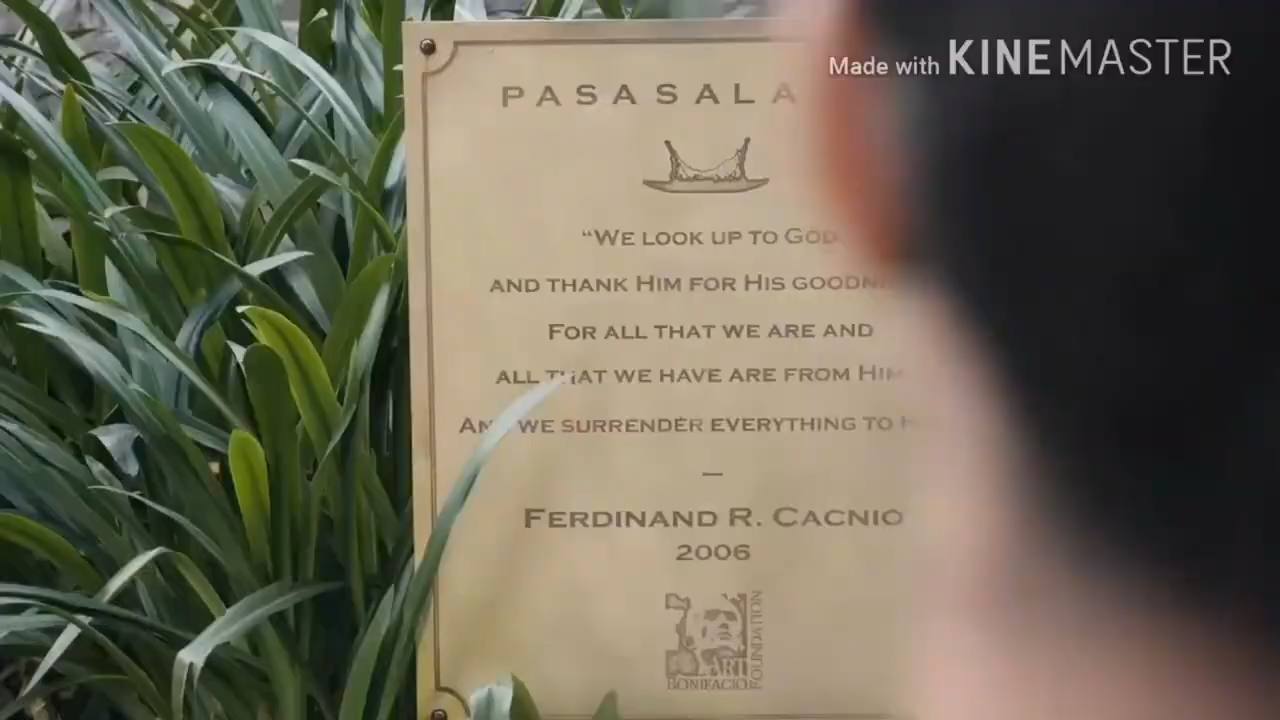 Made with KINEMASTER
PASASALA
“WE LOOK UP TO GOD
AND THANK HIM FOR HIS
FOR ALL THAT WE ARE AND
ALL THAT WE HAVE ARE FROM HIM
AND WE SURRENDER EVERYTHING TO
—
FERDINAND R. CACNIO
2006
ART
BONIFACIO
FOUNDATION